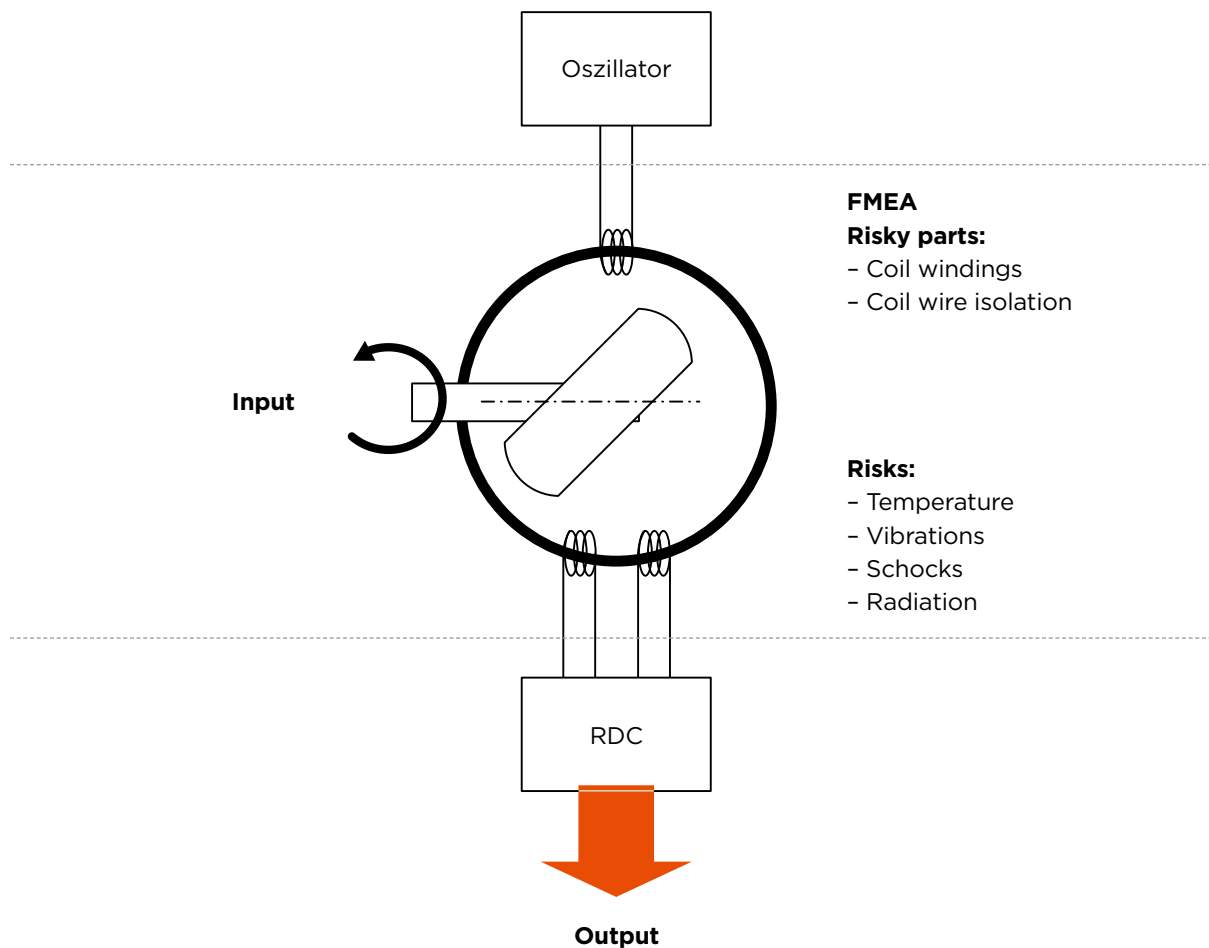 Oszillator
FMEA
Risky parts:
– Coil windings
– Coil wire isolation
Input
Risks:
– Temperature
– Vibrations
– Schocks
– Radiation
RDC
Output